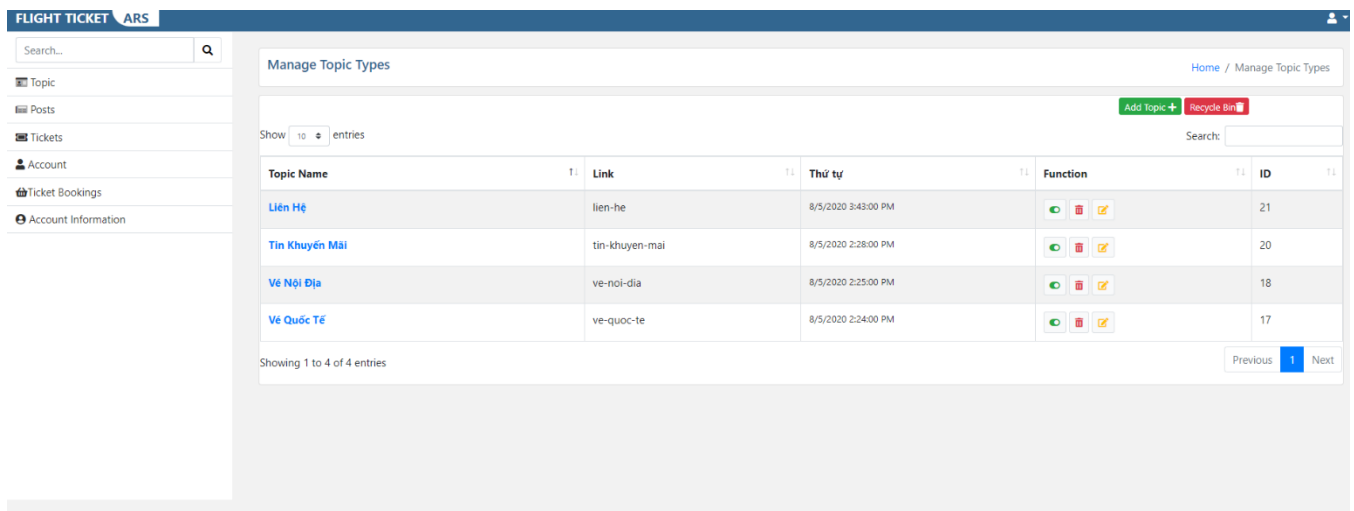 FLIGHT TICKET ARS
Search...
Topic
Posts
Tickets
Account
Ticket Bookings
Account Information
Manage Topic Types
Home / Manage Topic Types
Add Topic
Recycle Bin
Show 10 entries
Search:
Topic Name Link Thứ tự Function ID
Liên Hệ lien-he 8/5/2020 3:43:00 PM 21
Tin Khuyến Mãi tin-khuyen-mai 8/5/2020 2:28:00 PM 20
Vé Nội Địa ve-noi-dia 8/5/2020 2:25:00 PM 18
Vé Quốc Tế ve-quoc-te 8/5/2020 2:24:00 PM 17
Showing 1 to 4 of 4 entries
Previous 1 Next